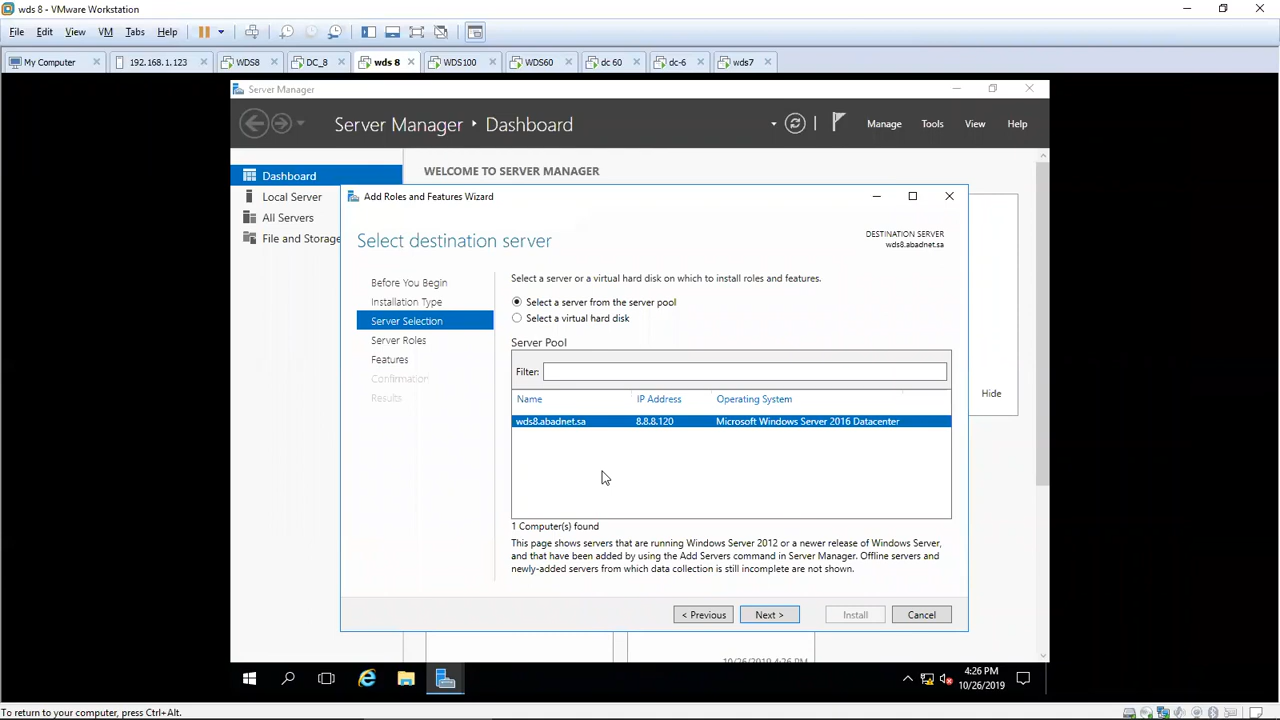 wds 8 - VMware Workstation
File Edit View VM Tabs Help
My Computer 192.168.1.123 WDS8 DC_8 wds 8 WDS100 WDS60 dc 60 dc-6 wds7
Server Manager
Server Manager Dashboard
Manage Tools View Help
Dashboard
Local Server
All Servers
File and Storage
WELCOME TO SERVER MANAGER
Add Roles and Features Wizard
Select destination server
DESTINATION SERVER
wds8.abadnet.sa
Before You Begin
Installation Type
Server Selection
Server Roles
Features
Confirmation
Results
Select a server or a virtual hard disk on which to install roles and features.
Select a server from the server pool
Select a virtual hard disk
Server Pool
Filter:
Name IP Address Operating System
wds8.abadnet.sa 8.8.8.120 Microsoft Windows Server 2016 Datacenter
1 Computer(s) found
This page shows servers that are running Windows Server 2012 or a newer release of Windows Server,
and that have been added by using the Add Servers command in Server Manager. Offline servers and
newly-added servers from which data collection is still incomplete are not shown.
Hide
< Previous Next > Install Cancel
10/26/2019 4:26 PM
4:26 PM
10/26/2019
To return to your computer, press Ctrl+Alt.